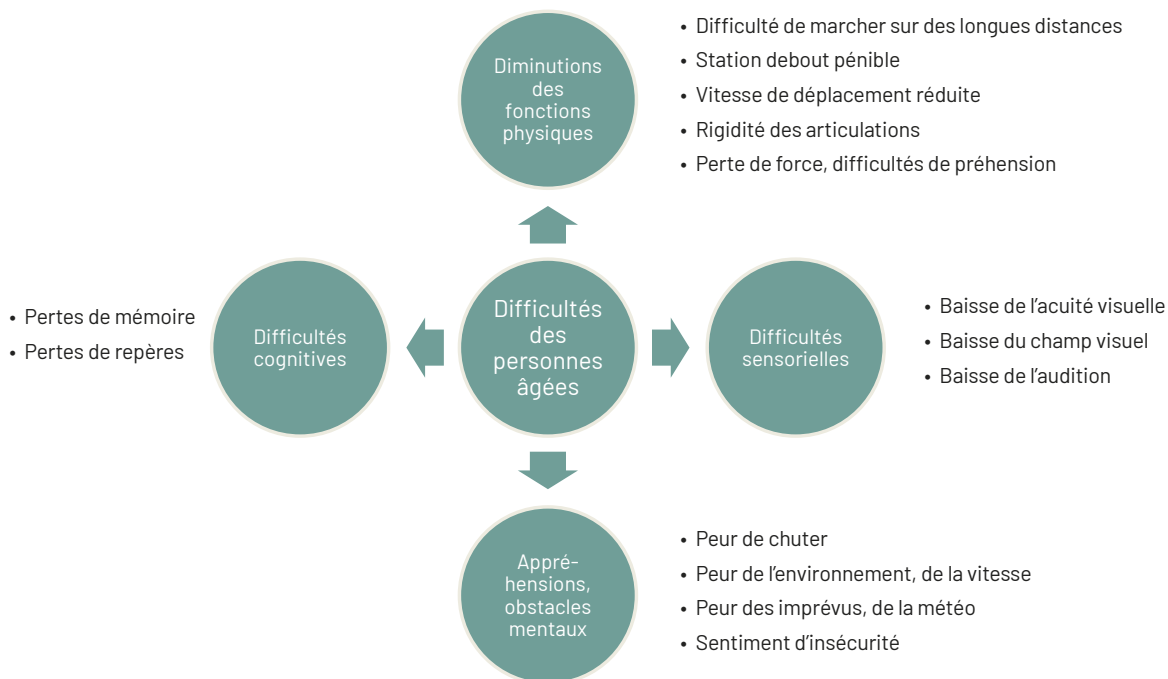 Diminutions
des
fonctions
physiques
• Difficulté de marcher sur des longues distances
• Station debout pénible
• Vitesse de déplacement réduite
• Rigidité des articulations
• Perte de force, difficultés de préhension
• Pertes de mémoire
• Pertes de repères
Difficultés
cognitives
Difficultés
des
personnes
âgées
Difficultés
sensorielles
• Baisse de l’acuité visuelle
• Baisse du champ visuel
• Baisse de l’audition
Appré-
hensions,
obstacles
mentaux
• Peur de chuter
• Peur de l’environnement, de la vitesse
• Peur des imprévus, de la météo
• Sentiment d’insécurité